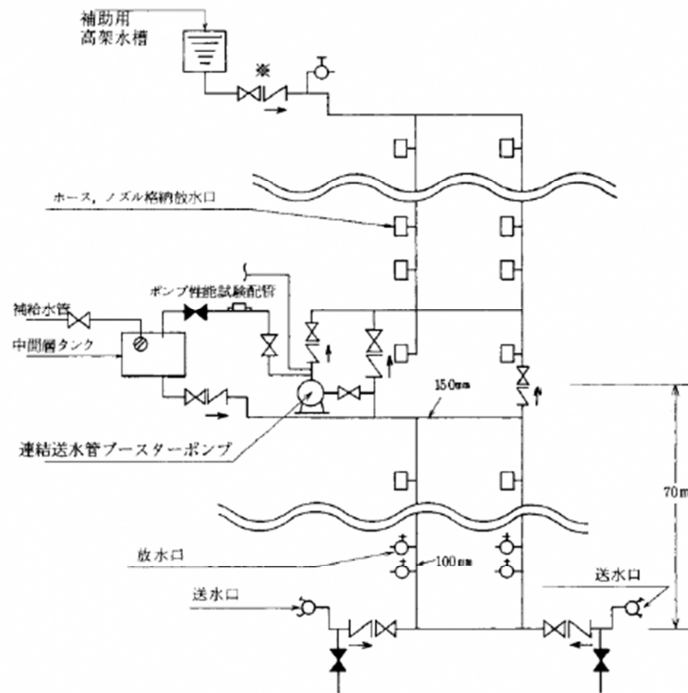 補助用
高架水槽
※
ホース，ノズル格納放水口
ポンプ性能試験配管
補給水管
中間層タンク
150mm
連結送水管ブースターポンプ
70m
放水口
100mm
送水口
送水口